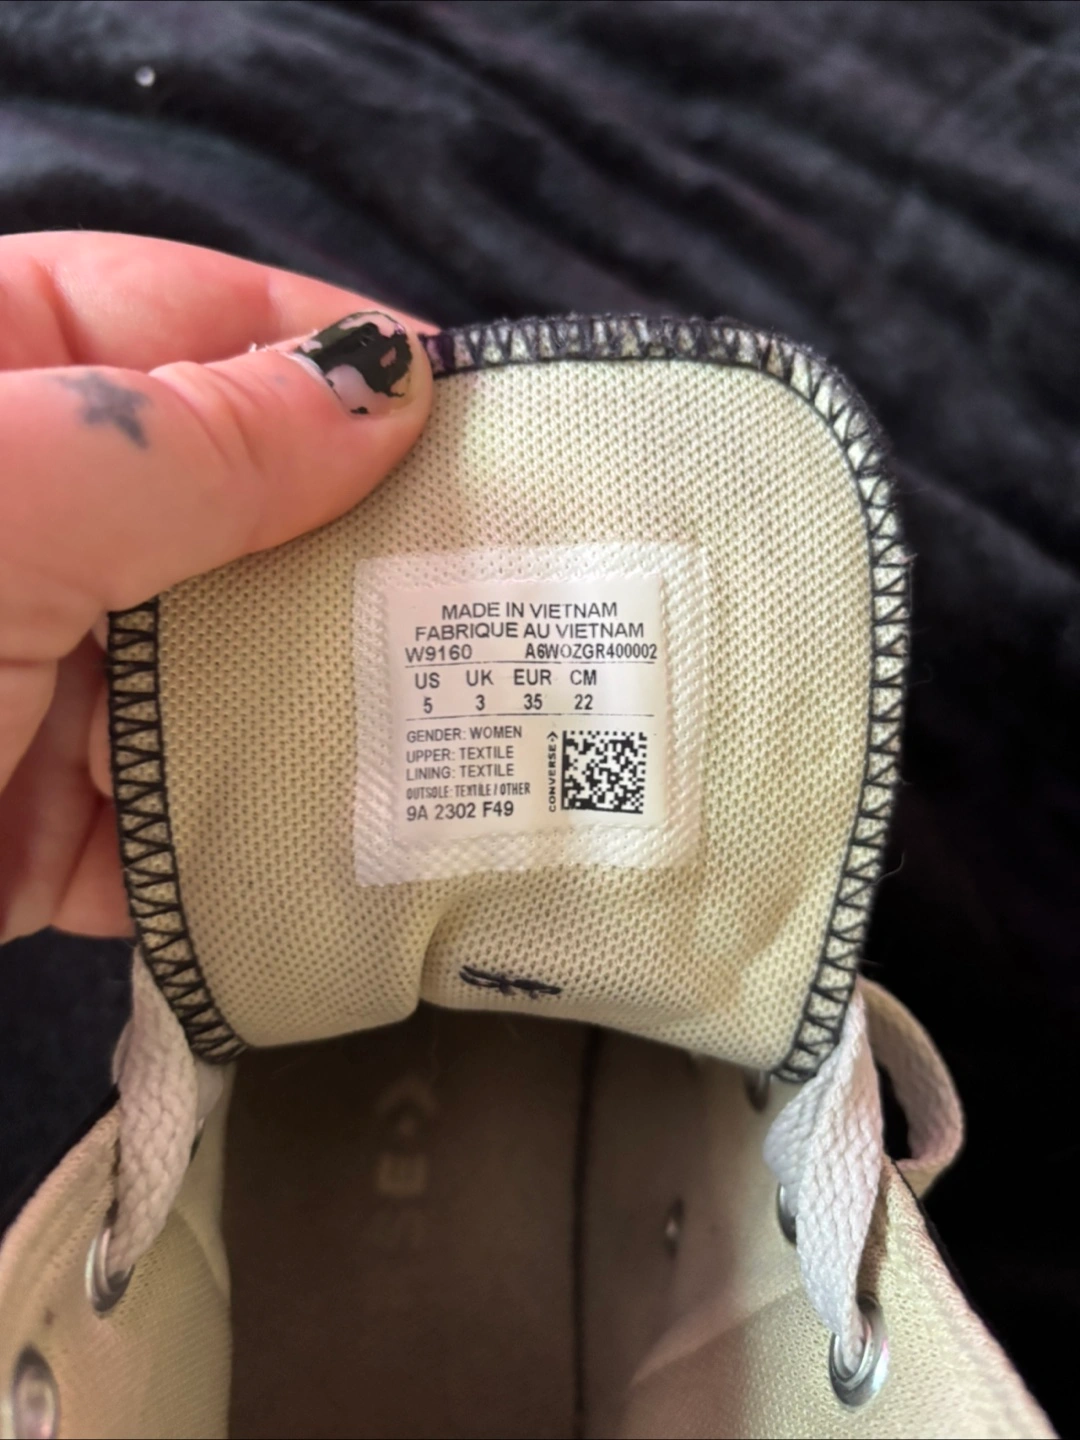 MADE IN VIETNAM
FABRIQUE AU VIETNAM
W9160 A6WOZGR400002
US UK EUR CM
5 3 35 22
GENDER: WOMEN
UPPER: TEXTILE
LINING: TEXTILE
OUTSOLE: TEXTILE / OTHER
9A 2302 F49
CONVERSE